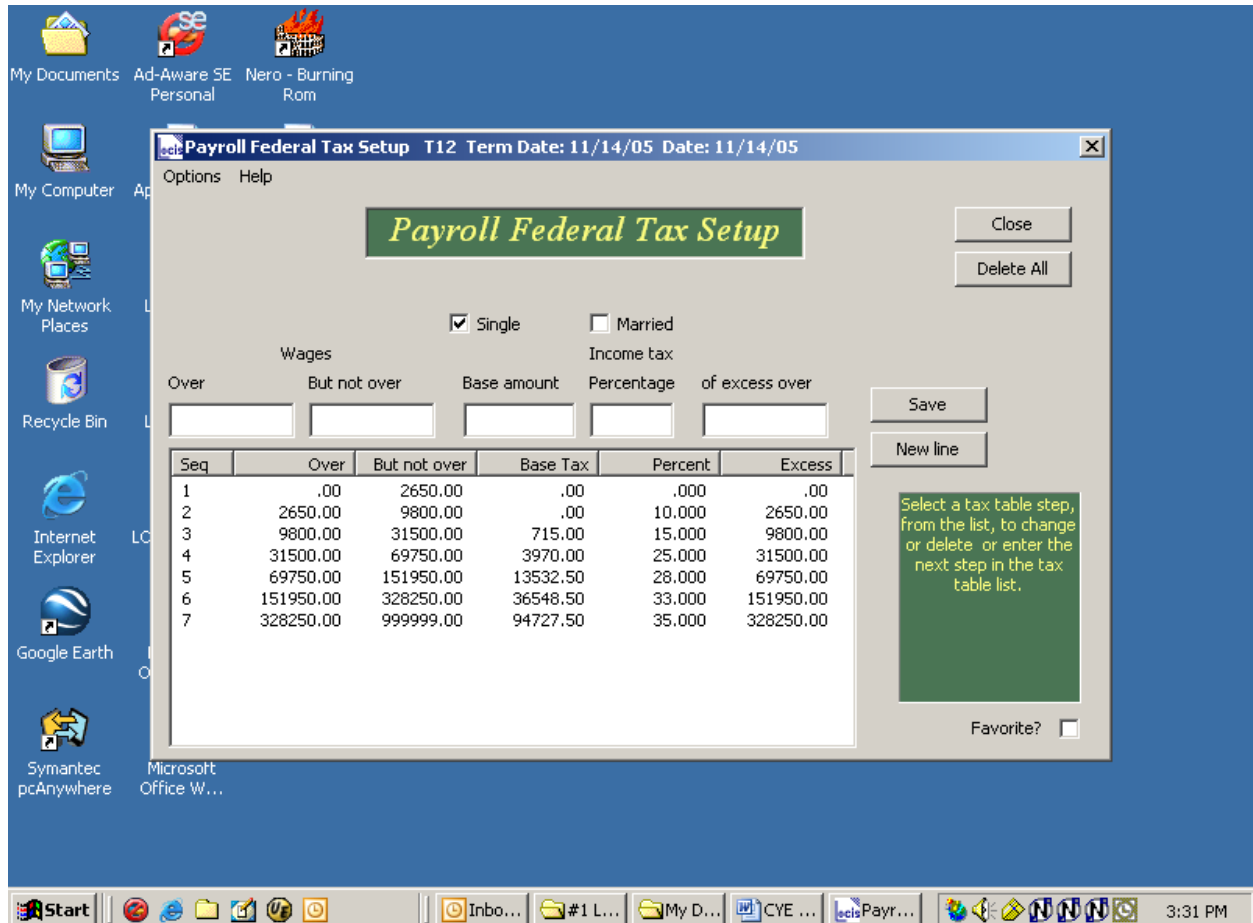 My Documents
Ad-Aware SE Personal
Nero - Burning Rom
My Computer
Ap
My Network Places
L
Recycle Bin
L
Internet Explorer
LO
Google Earth
O
Symantec pcAnywhere
Microsoft Office W...
Payroll Federal Tax Setup T12 Term Date: 11/14/05 Date: 11/14/05
Options Help
Payroll Federal Tax Setup
Close
Delete All
Single Married
Wages Income tax
Over But not over Base amount Percentage of excess over
Save
New line
Seq Over But not over Base Tax Percent Excess
1 .00 2650.00 .00 .000 .00
2 2650.00 9800.00 .00 10.000 2650.00
3 9800.00 31500.00 715.00 15.000 9800.00
4 31500.00 69750.00 3970.00 25.000 31500.00
5 69750.00 151950.00 13532.50 28.000 69750.00
6 151950.00 328250.00 36548.50 33.000 151950.00
7 328250.00 999999.00 94727.50 35.000 328250.00
Select a tax table step,
from the list, to change
or delete or enter the
next step in the tax
table list.
Favorite?
Start Inbo... #1 L... My D... CYE ... Payr... 3:31 PM